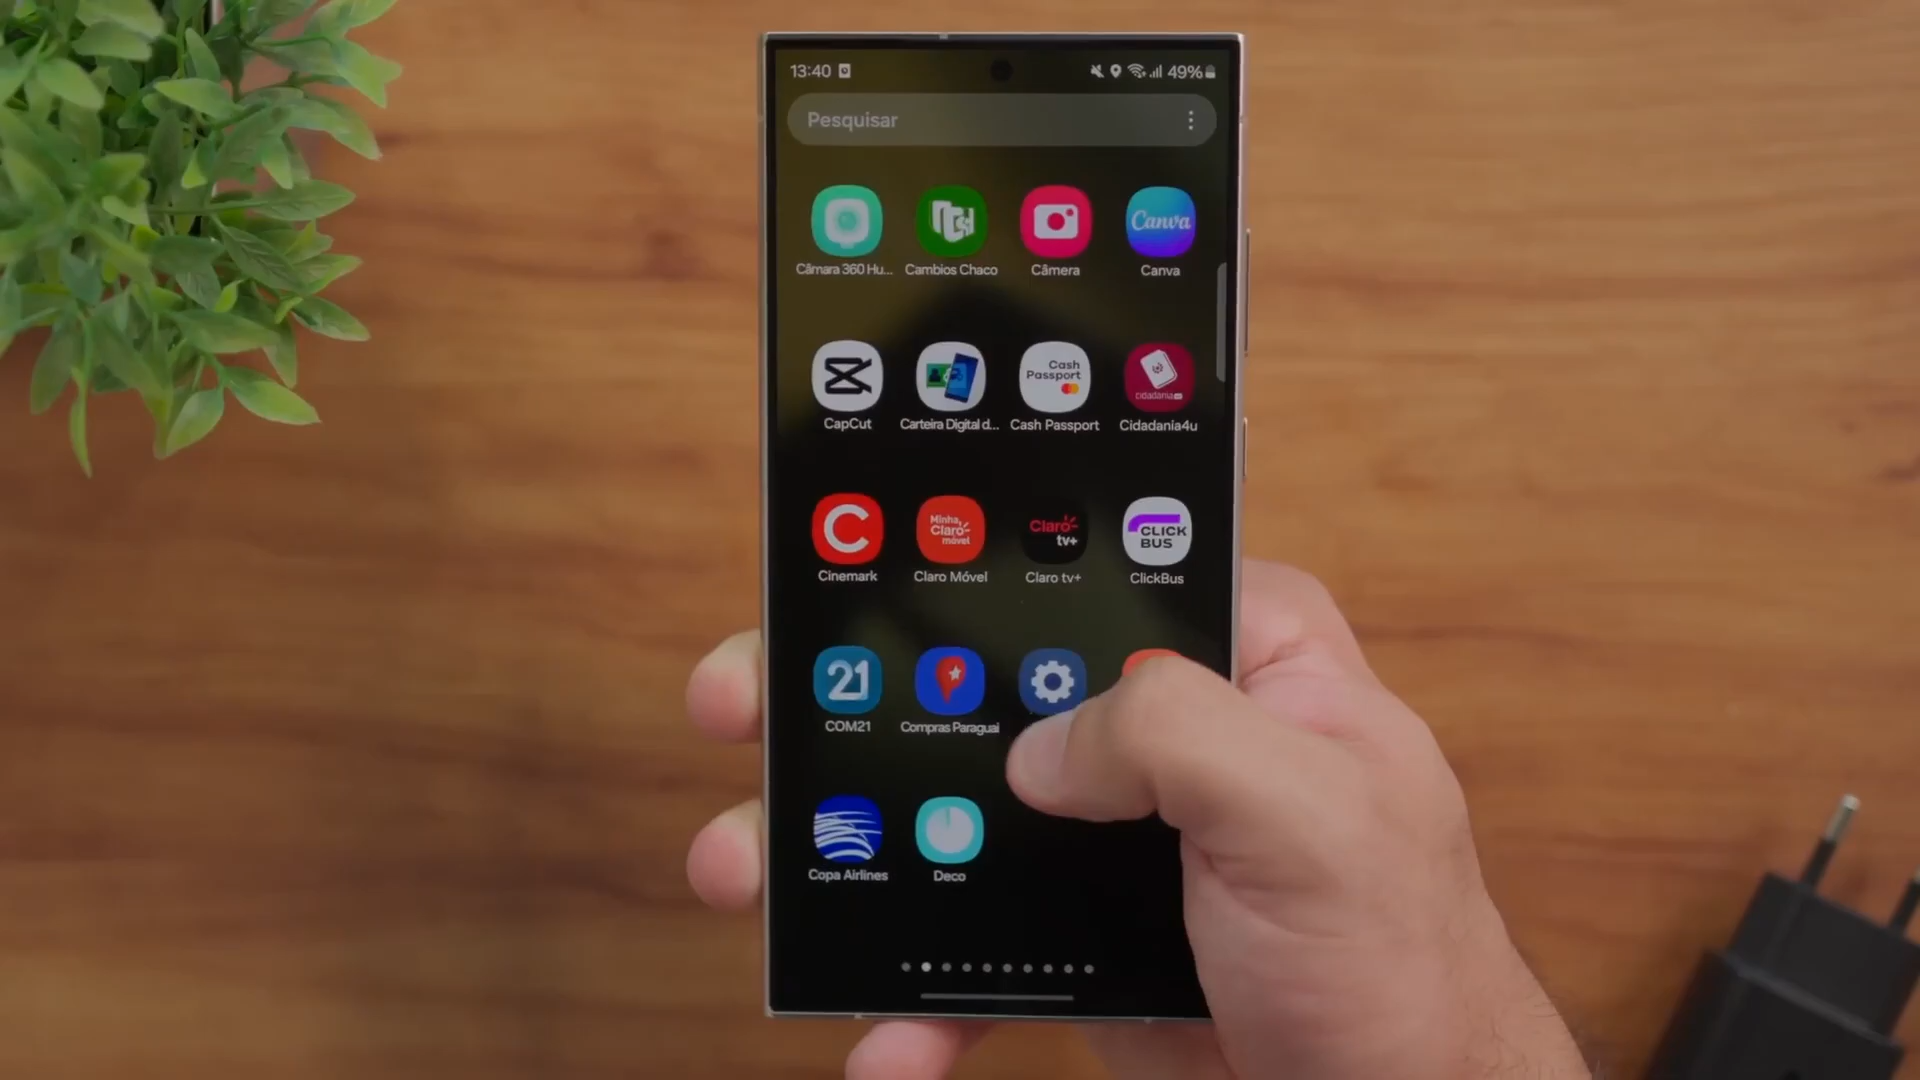 13:40
49%
Pesquisar
Câmara 360 Hu...
Cambios Chaco
Câmera
Canva
Canva
Cash
Passport
cidadania
CapCut
Carteira Digital d...
Cash Passport
Cidadania4u
Minha
Claro
móvel
Claro
tv+
CLICK
BUS
Cinemark
Claro Móvel
Claro tv+
ClickBus
21
COM21
Compras Paraguai
Copa Airlines
Deco